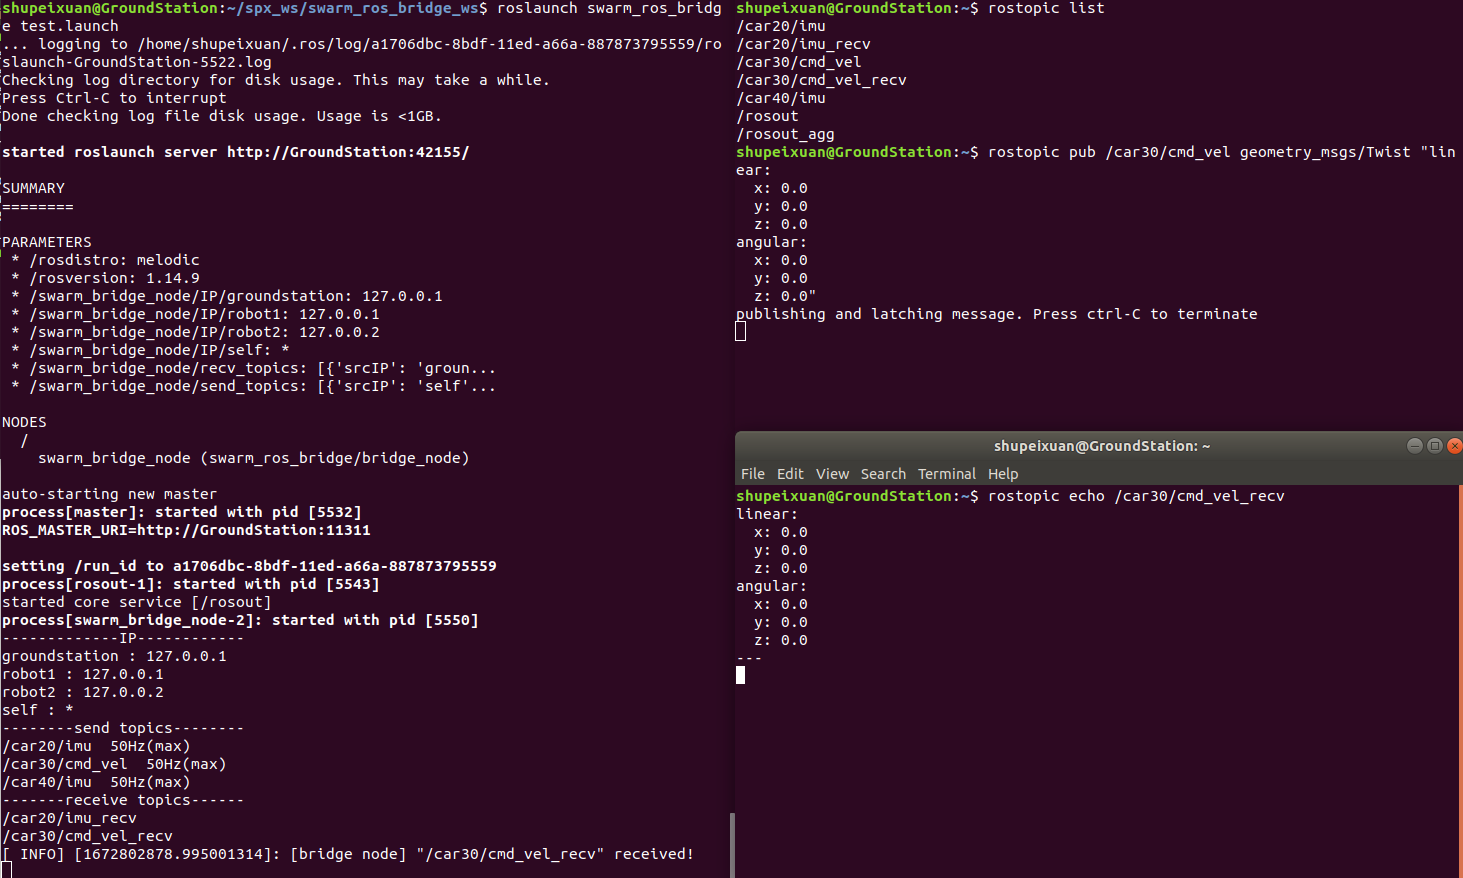 shupeixuan@GroundStation:~/spx_ws/swarm_ros_bridge_ws$ roslaunch swarm_ros_bridg
e test.launch
... logging to /home/shupeixuan/.ros/log/a1706dbc-8bdf-11ed-a66a-887873795559/ro
slaunch-GroundStation-5522.log
Checking log directory for disk usage. This may take a while.
Press Ctrl-C to interrupt
Done checking log file disk usage. Usage is <1GB.
started roslaunch server http://GroundStation:42155/
SUMMARY
========
PARAMETERS
 * /rosdistro: melodic
 * /rosversion: 1.14.9
 * /swarm_bridge_node/IP/groundstation: 127.0.0.1
 * /swarm_bridge_node/IP/robot1: 127.0.0.1
 * /swarm_bridge_node/IP/robot2: 127.0.0.2
 * /swarm_bridge_node/IP/self: *
 * /swarm_bridge_node/recv_topics: [{'srcIP': 'groun...
 * /swarm_bridge_node/send_topics: [{'srcIP': 'self'...
NODES
  /
    swarm_bridge_node (swarm_ros_bridge/bridge_node)
auto-starting new master
process[master]: started with pid [5532]
ROS_MASTER_URI=http://GroundStation:11311
setting /run_id to a1706dbc-8bdf-11ed-a66a-887873795559
process[rosout-1]: started with pid [5543]
started core service [/rosout]
process[swarm_bridge_node-2]: started with pid [5550]
-------------IP------------
groundstation : 127.0.0.1
robot1 : 127.0.0.1
robot2 : 127.0.0.2
self : *
--------send topics--------
/car20/imu  50Hz(max)
/car30/cmd_vel  50Hz(max)
/car40/imu  50Hz(max)
-------receive topics------
/car20/imu_recv
/car30/cmd_vel_recv
[ INFO] [1672802878.995001314]: [bridge node] "/car30/cmd_vel_recv" received!
shupeixuan@GroundStation:~$ rostopic list
/car20/imu
/car20/imu_recv
/car30/cmd_vel
/car30/cmd_vel_recv
/car40/imu
/rosout
/rosout_agg
shupeixuan@GroundStation:~$ rostopic pub /car30/cmd_vel geometry_msgs/Twist "lin
ear:
  x: 0.0
  y: 0.0
  z: 0.0
angular:
  x: 0.0
  y: 0.0
  z: 0.0"
publishing and latching message. Press ctrl-C to terminate
shupeixuan@GroundStation: ~
File Edit View Search Terminal Help
shupeixuan@GroundStation:~$ rostopic echo /car30/cmd_vel_recv
linear:
  x: 0.0
  y: 0.0
  z: 0.0
angular:
  x: 0.0
  y: 0.0
  z: 0.0
---